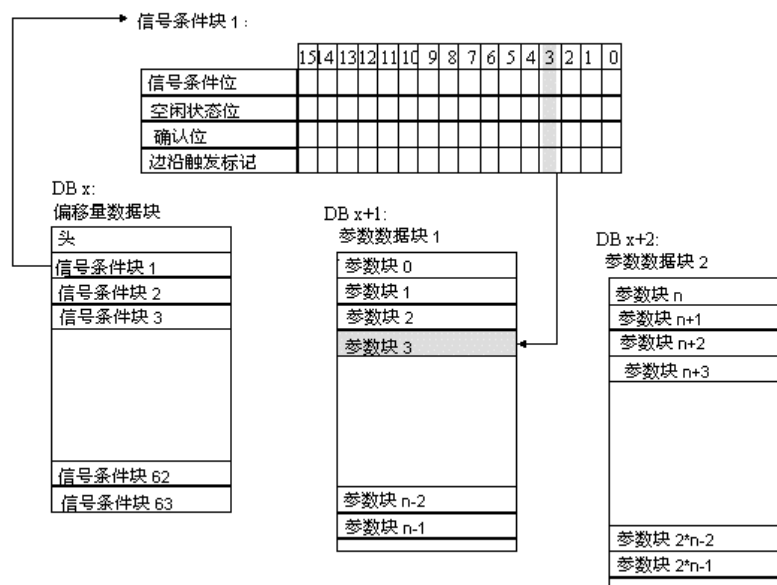 信号条件块 1：
15 14 13 12 11 10 9 8 7 6 5 4 3 2 1 0
信号条件位
空闲状态位
确认位
边沿触发标记
DB x:
偏移量数据块
头
信号条件块 1
信号条件块 2
信号条件块 3
信号条件块 62
信号条件块 63
DB x+1:
参数数据块 1
参数块 0
参数块 1
参数块 2
参数块 3
参数块 n-2
参数块 n-1
DB x+2:
参数数据块 2
参数块 n
参数块 n+1
参数块 n+2
参数块 n+3
参数块 2*n-2
参数块 2*n-1